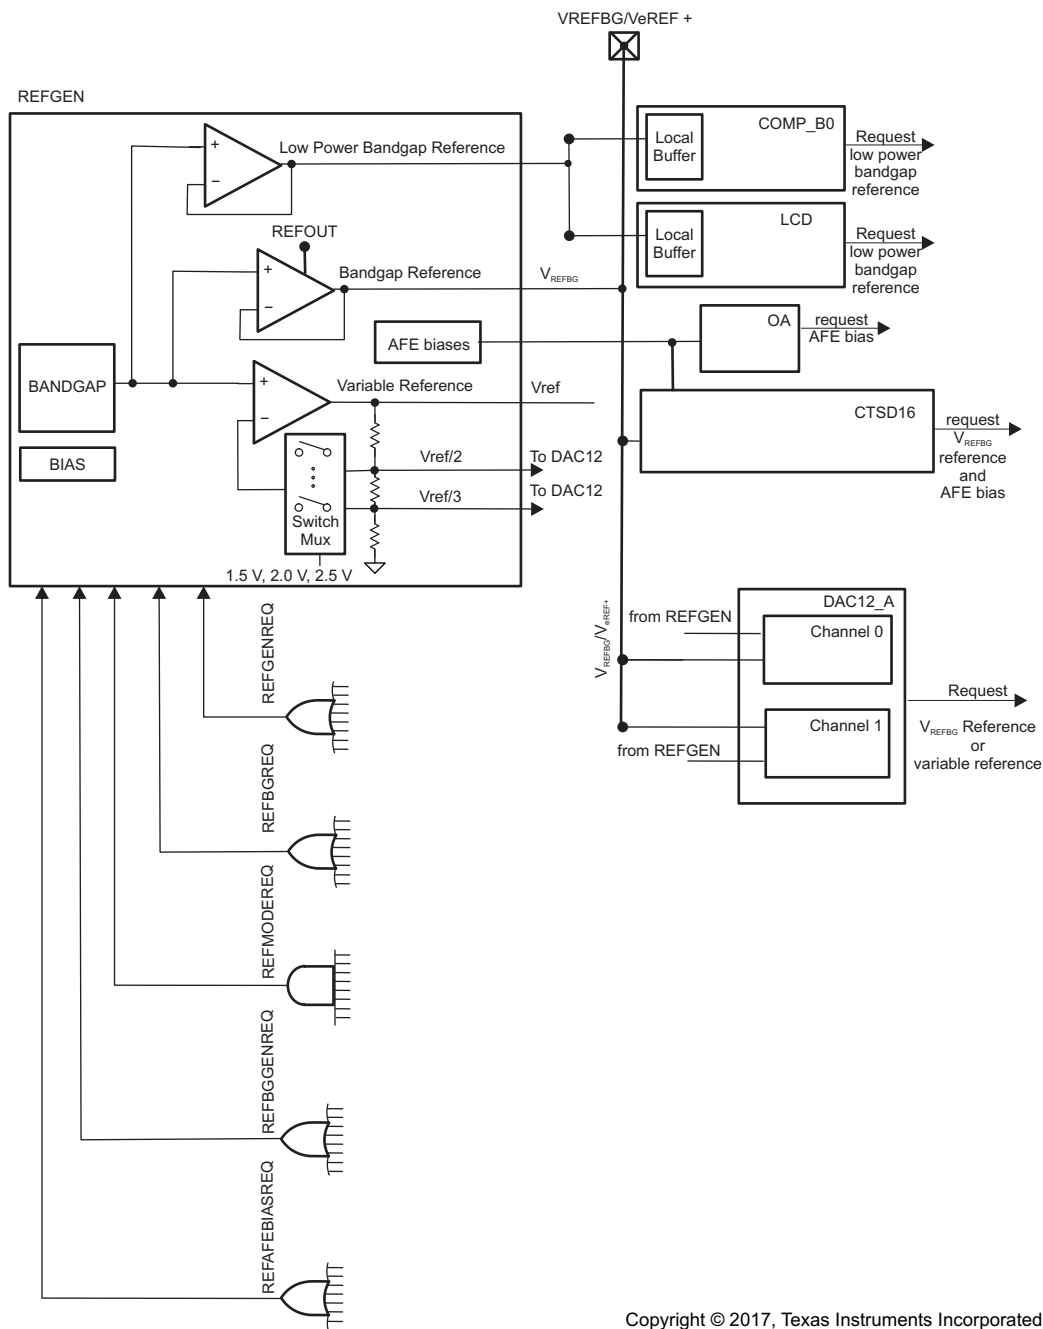 VREFBG/VeREF +
REFGEN
+
−
Low Power Bandgap Reference
REFOUT
+
−
Bandgap Reference
VREFBG
AFE biases
BANDGAP
BIAS
+
−
Variable Reference
Vref
Vref/2
To DAC12
Vref/3
To DAC12
Switch
Mux
1.5 V, 2.0 V, 2.5 V
Local
Buffer
COMP_B0
Request
low power
bandgap
reference
Local
Buffer
LCD
Request
low power
bandgap
reference
OA
request
AFE bias
CTSD16
request
VREFBG
reference
and
AFE bias
VREFBG/VeREF+
DAC12_A
from REFGEN
Channel 0
Channel 1
from REFGEN
Request
VREFBG Reference
or
variable reference
REFGENREQ
REFBGREQ
REFMODEREQ
REFBGGENREQ
REFAFEBIASREQ
Copyright © 2017, Texas Instruments Incorporated